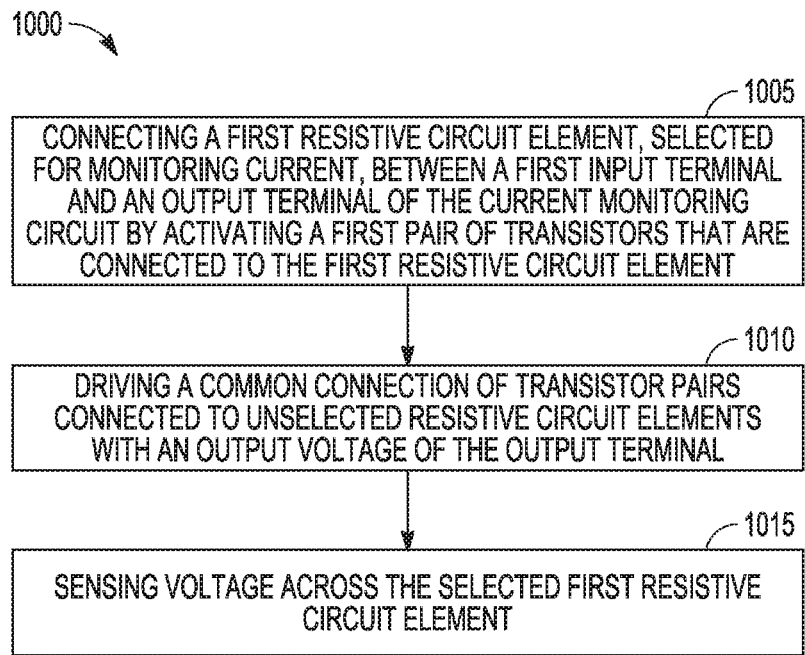 1000
1005
CONNECTING A FIRST RESISTIVE CIRCUIT ELEMENT, SELECTED
FOR MONITORING CURRENT, BETWEEN A FIRST INPUT TERMINAL
AND AN OUTPUT TERMINAL OF THE CURRENT MONITORING
CIRCUIT BY ACTIVATING A FIRST PAIR OF TRANSISTORS THAT ARE
CONNECTED TO THE FIRST RESISTIVE CIRCUIT ELEMENT
1010
DRIVING A COMMON CONNECTION OF TRANSISTOR PAIRS
CONNECTED TO UNSELECTED RESISTIVE CIRCUIT ELEMENTS
WITH AN OUTPUT VOLTAGE OF THE OUTPUT TERMINAL
1015
SENSING VOLTAGE ACROSS THE SELECTED FIRST RESISTIVE
CIRCUIT ELEMENT